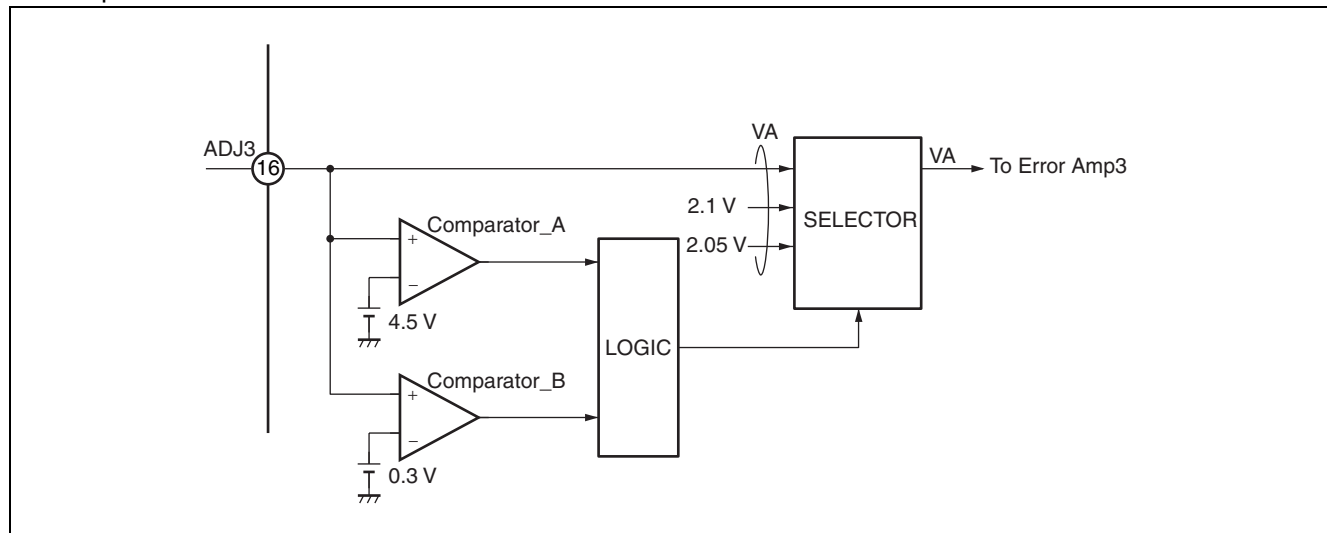 ADJ3
16
VA
VA
To Error Amp3
2.1 V
SELECTOR
2.05 V
Comparator_A
+
−
4.5 V
LOGIC
Comparator_B
+
−
0.3 V